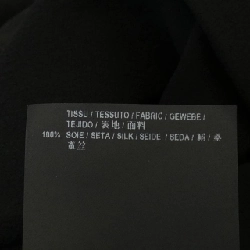 TISSU / TESSUTO / FABRIC / GEWEBE /
TEJIDO / 表地 / 面料
100% SOIE / SETA / SILK / SEIDE / SEDA / 絹 / 桑
蚕丝